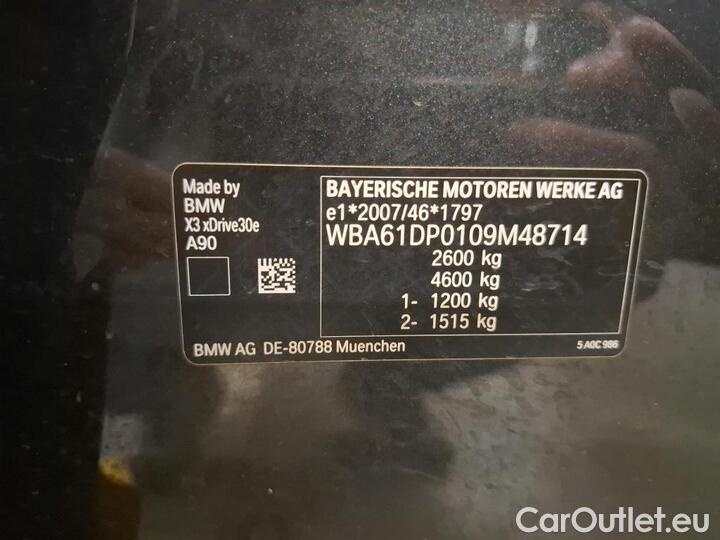 Made by
BMW
X3 xDrive30e
A90
BAYERISCHE MOTOREN WERKE AG
e1*2007/46*1797
WBA61DP0109M48714
2600 kg
4600 kg
1- 1200 kg
2- 1515 kg
BMW AG DE-80788 Muenchen
5 A0C 986
CarOutlet.eu